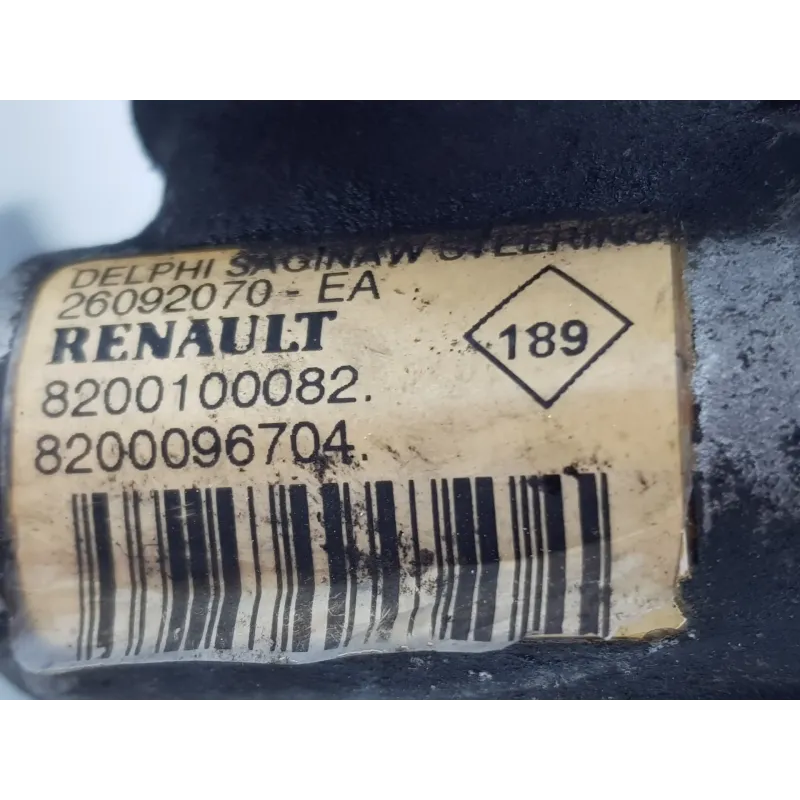 DELPHI SAGINAW STEERING
26092070 - EA
RENAULT
189
8200100082.
8200096704.